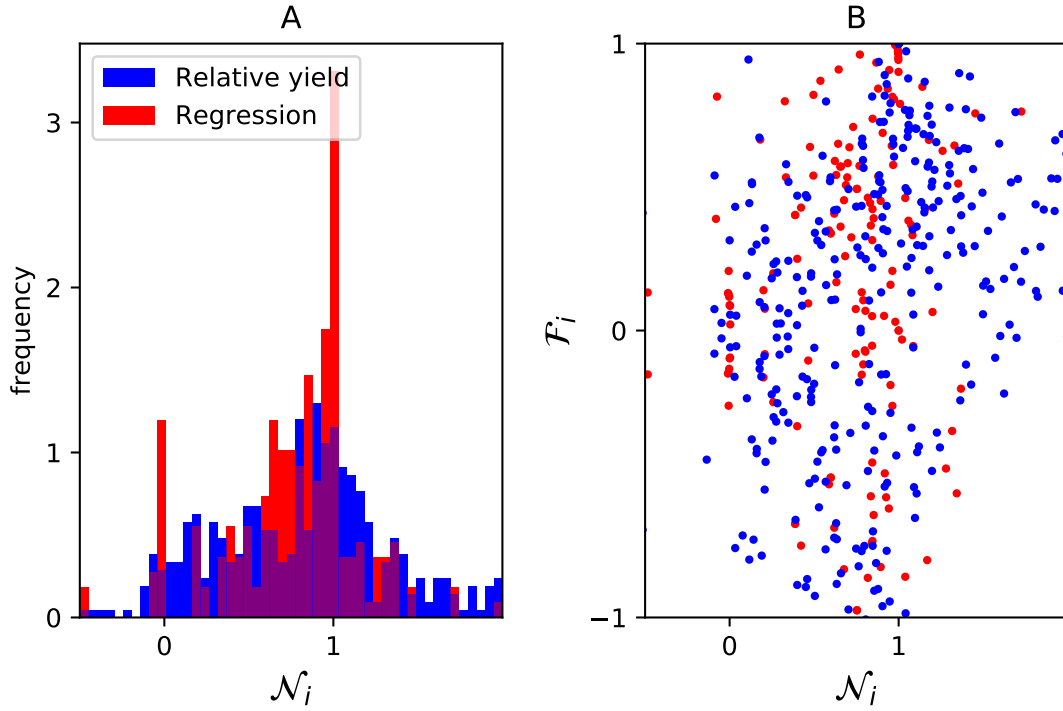 A
frequency
3
2
1
0
Relative yield
Regression
0
1
𝒩ᵢ
B
ℱᵢ
1
0
−1
0
1
𝒩ᵢ